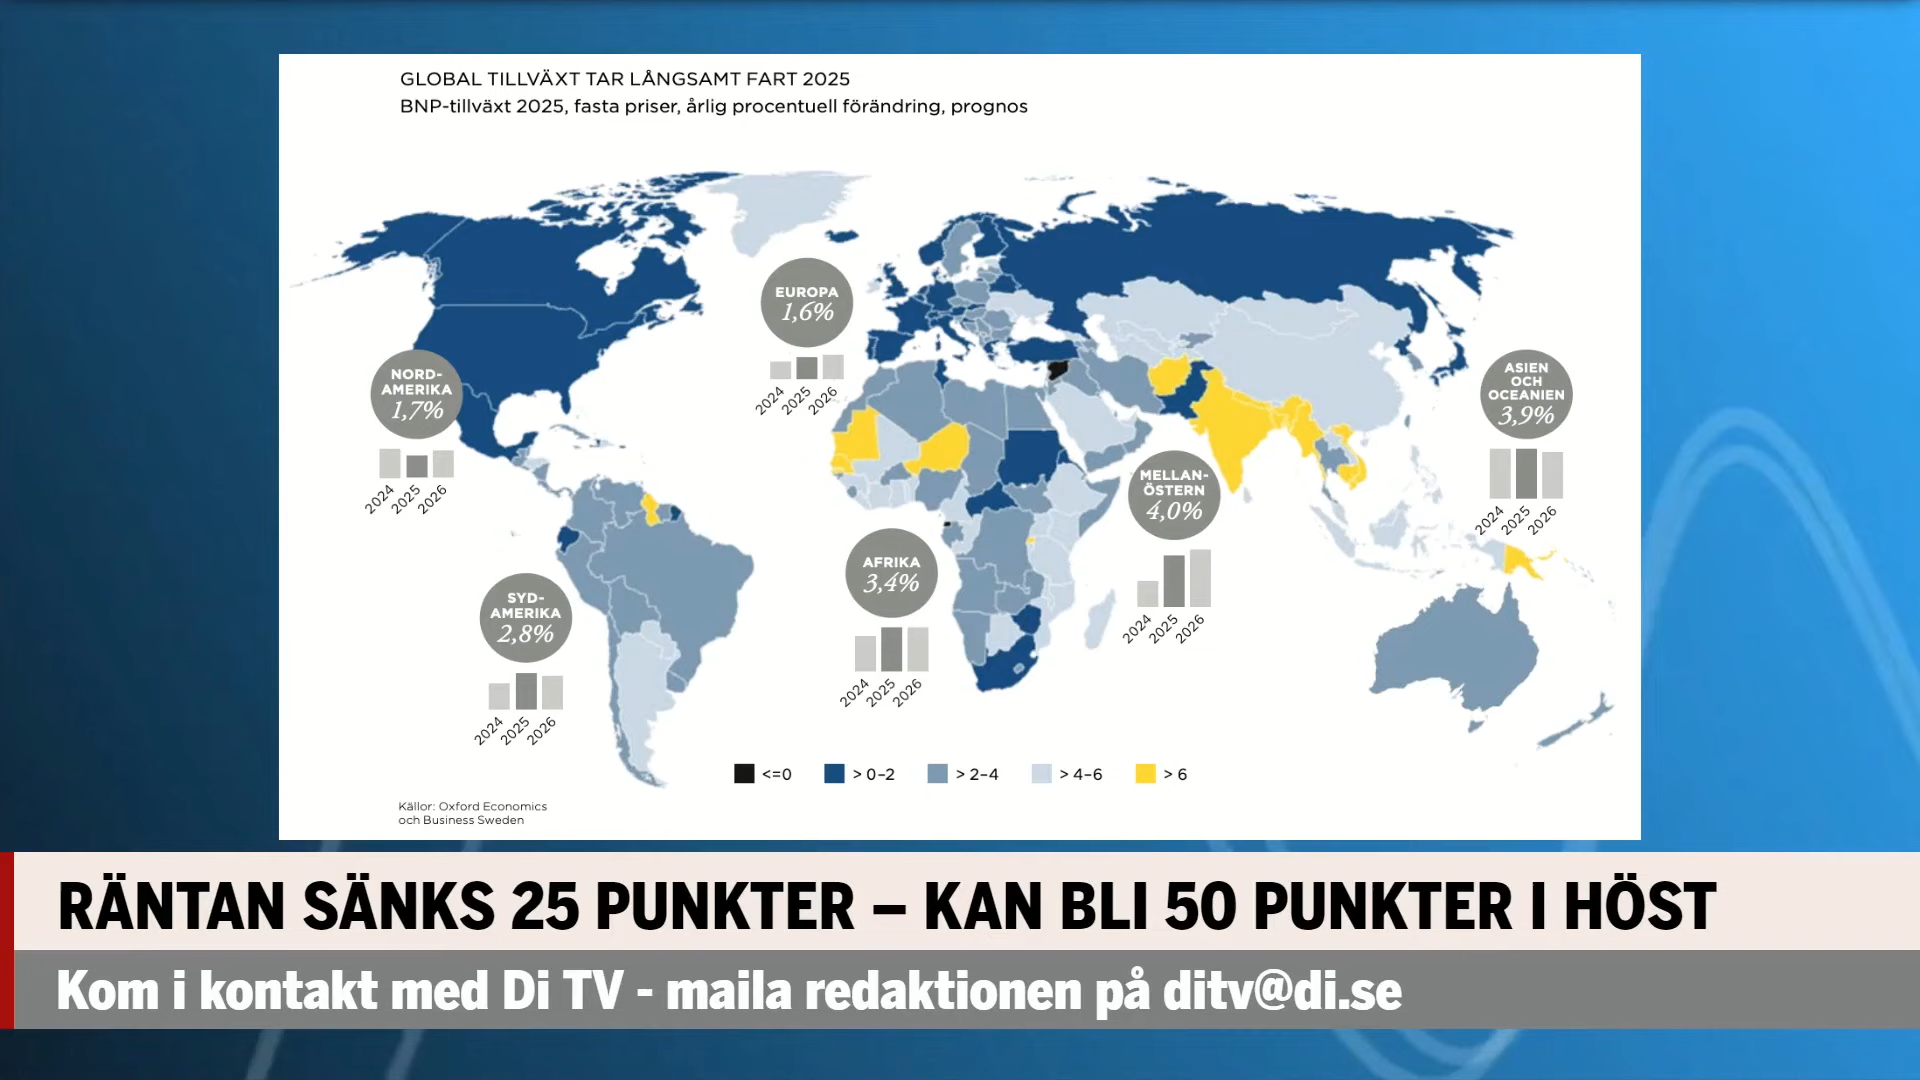 GLOBAL TILLVÄXT TAR LÅNGSAMT FART 2025
BNP-tillväxt 2025, fasta priser, årlig procentuell förändring, prognos
EUROPA
1,6%
2024
2025
2026
NORD-
AMERIKA
1,7%
2024
2025
2026
ASIEN
OCH
OCEANIEN
3,9%
2024
2025
2026
MELLAN-
ÖSTERN
4,0%
2024
2025
2026
AFRIKA
3,4%
2024
2025
2026
SYD-
AMERIKA
2,8%
2024
2025
2026
<=0
> 0–2
> 2–4
> 4–6
> 6
Källor: Oxford Economics
och Business Sweden
RÄNTAN SÄNKS 25 PUNKTER – KAN BLI 50 PUNKTER I HÖST
Kom i kontakt med Di TV - maila redaktionen på ditv@di.se